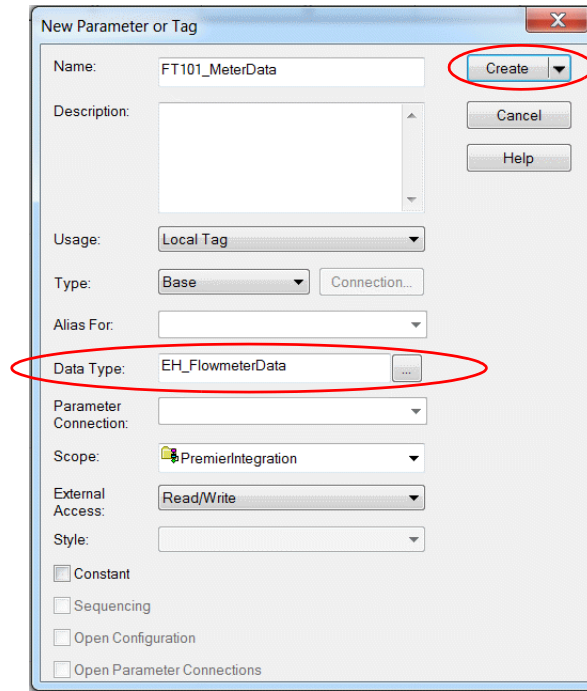 New Parameter or Tag
Name: FT101_MeterData
Create
Description:
Cancel
Help
Usage: Local Tag
Type: Base Connection...
Alias For:
Data Type: EH_FlowmeterData ...
Parameter
Connection:
Scope: PremierIntegration
External
Access: Read/Write
Style:
Constant
Sequencing
Open Configuration
Open Parameter Connections